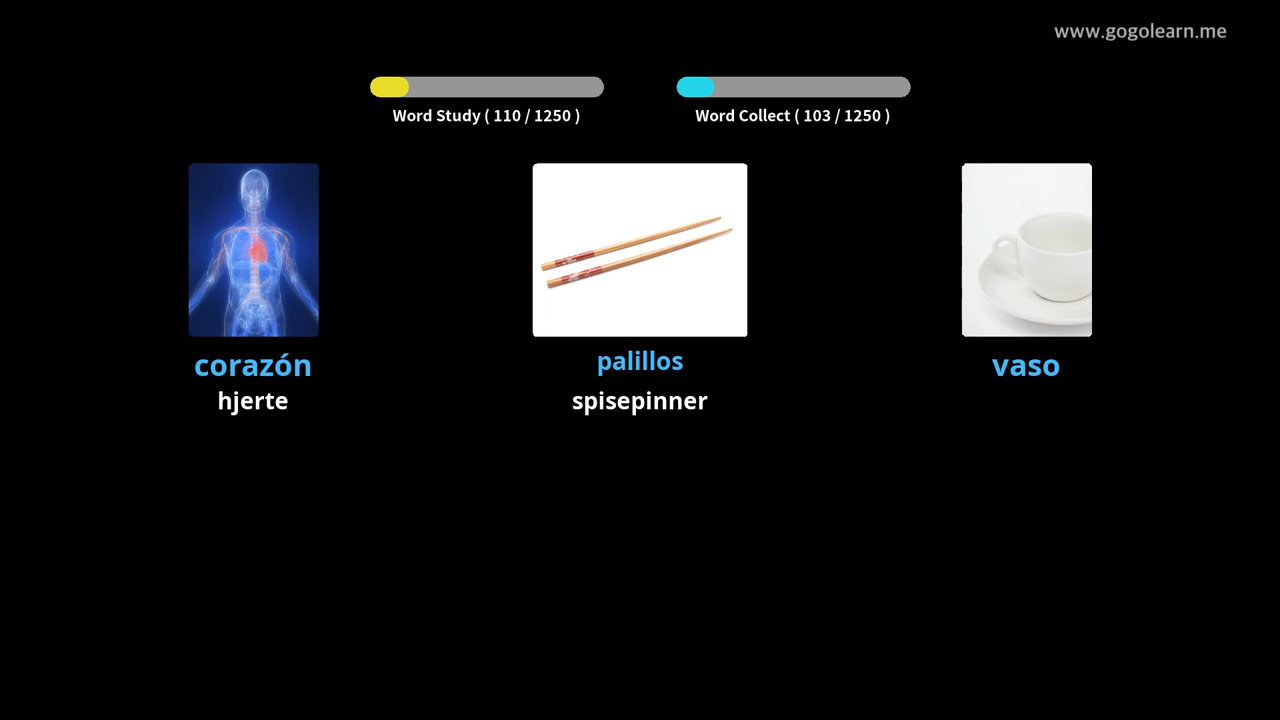 www.gogolearn.me
Word Study ( 110 / 1250 )
Word Collect ( 103 / 1250 )
corazón
hjerte
palillos
spisepinner
vaso